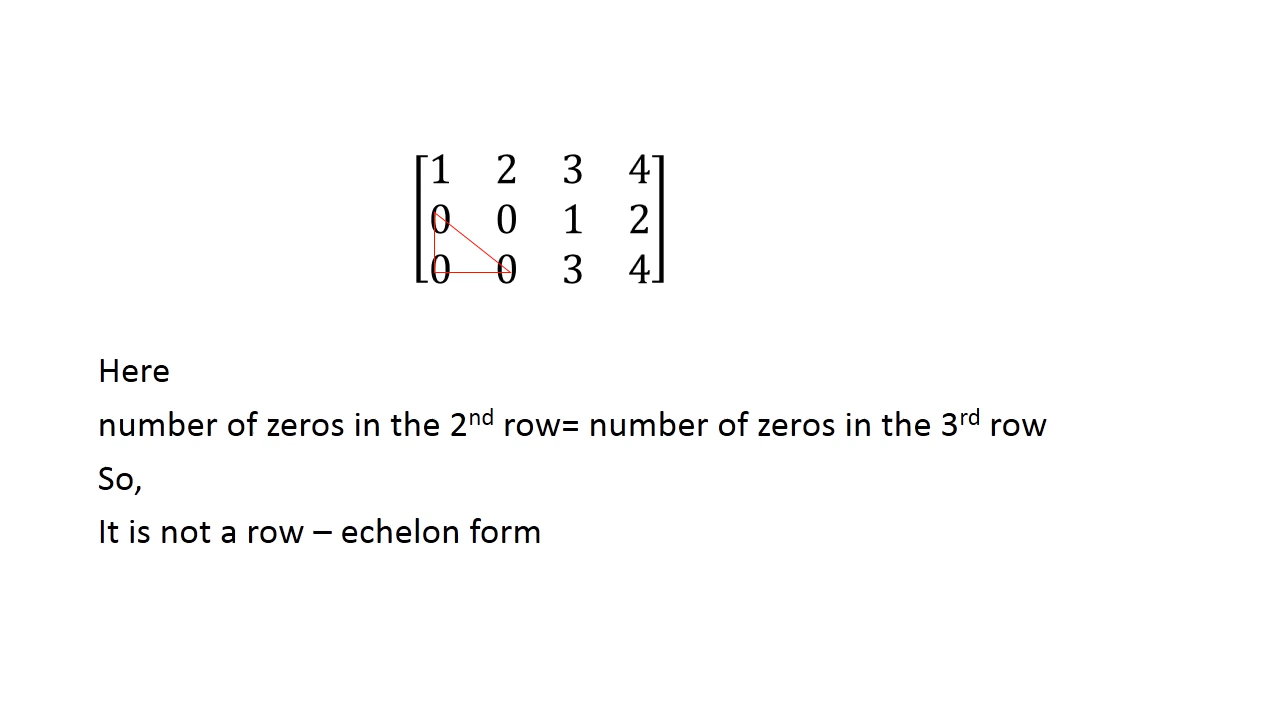 1 2 3 4
0 0 1 2
0 0 3 4
Here
number of zeros in the 2nd row= number of zeros in the 3rd row
So,
It is not a row – echelon form